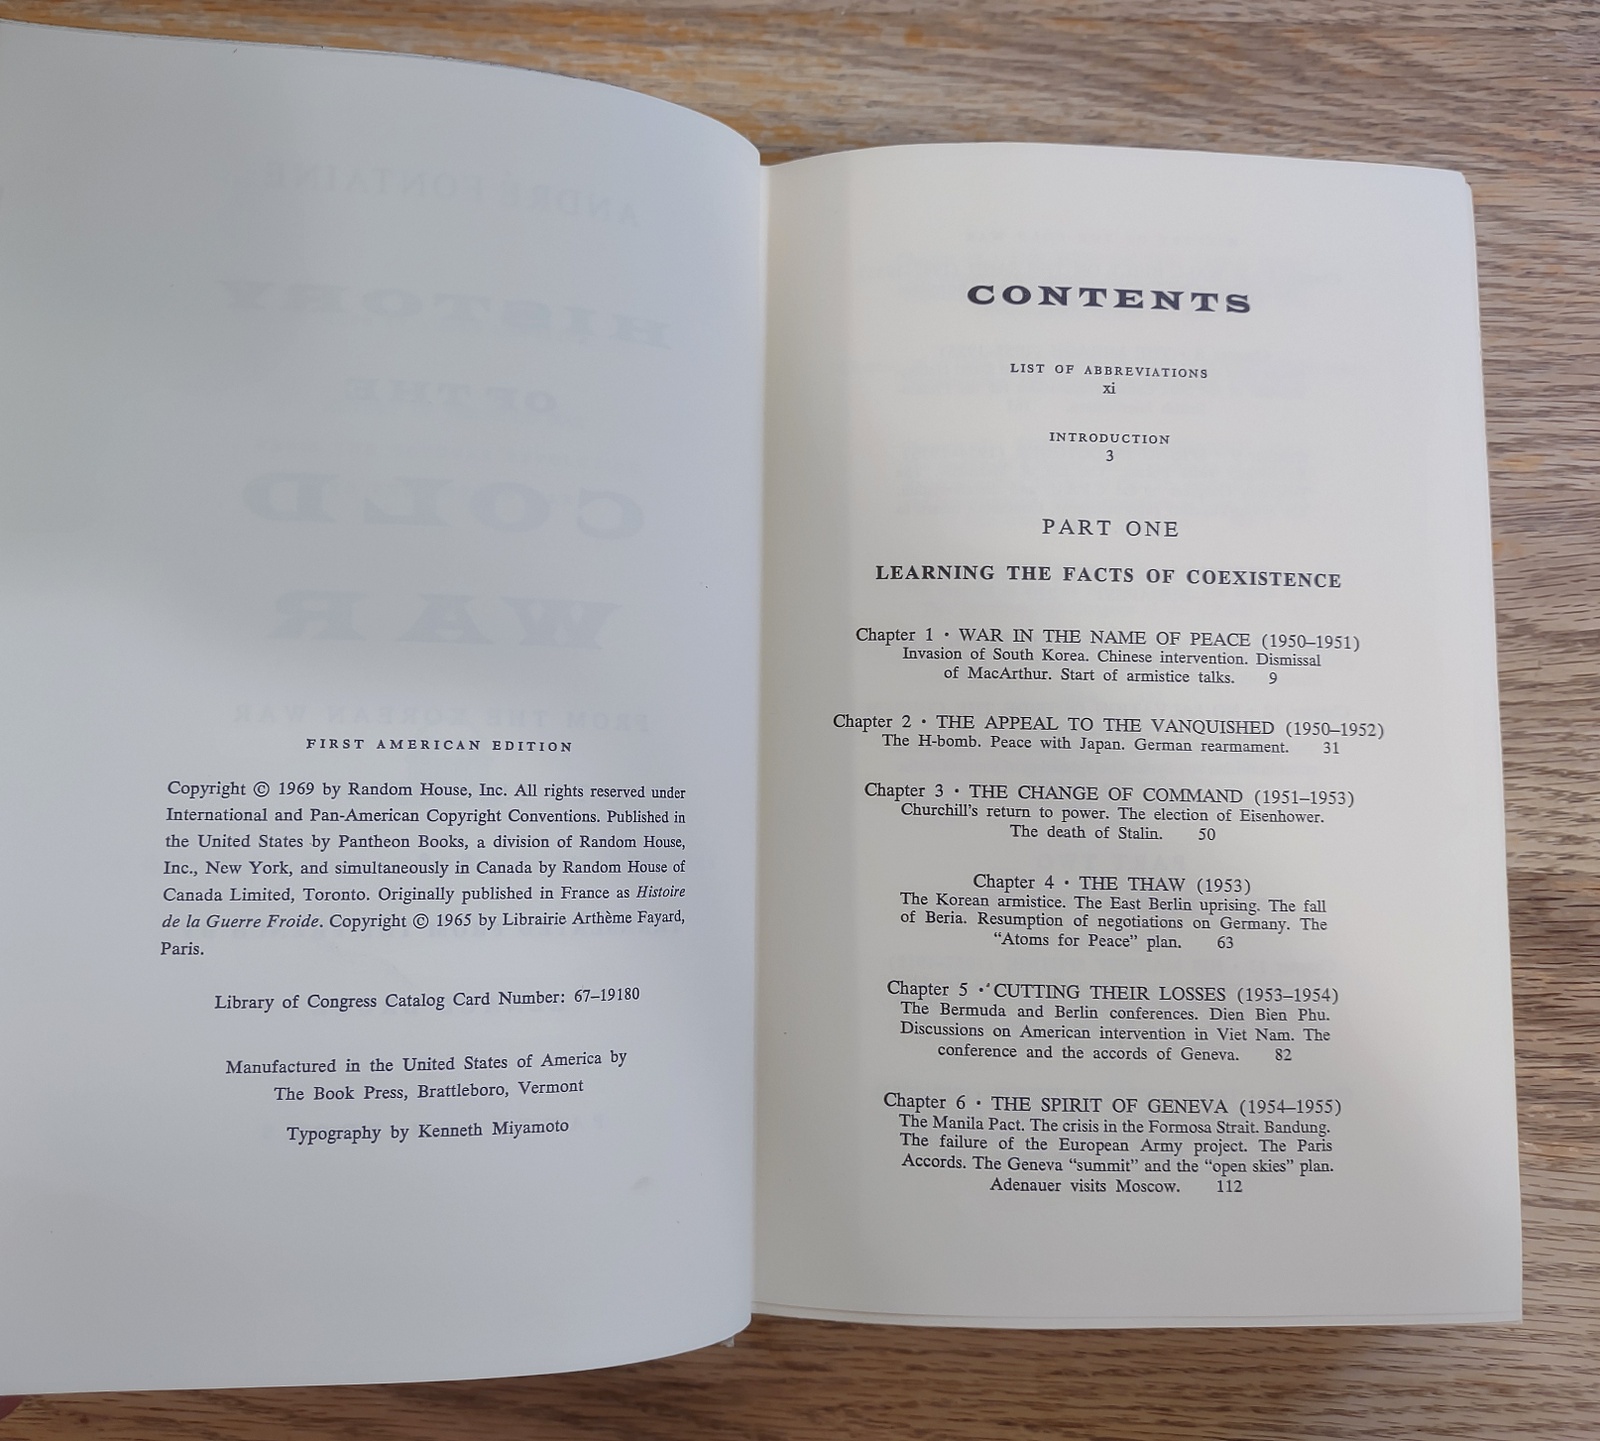 FIRST AMERICAN EDITION
Copyright © 1969 by Random House, Inc. All rights reserved under
International and Pan-American Copyright Conventions. Published in
the United States by Pantheon Books, a division of Random House,
Inc., New York, and simultaneously in Canada by Random House of
Canada Limited, Toronto. Originally published in France as Histoire
de la Guerre Froide. Copyright © 1965 by Librairie Arthème Fayard,
Paris.
Library of Congress Catalog Card Number: 67–19180
Manufactured in the United States of America by
The Book Press, Brattleboro, Vermont
Typography by Kenneth Miyamoto
CONTENTS
LIST OF ABBREVIATIONS
xi
INTRODUCTION
3
PART ONE
LEARNING THE FACTS OF COEXISTENCE
Chapter 1 · WAR IN THE NAME OF PEACE (1950–1951)
Invasion of South Korea. Chinese intervention. Dismissal
of MacArthur. Start of armistice talks. 9
Chapter 2 · THE APPEAL TO THE VANQUISHED (1950–1952)
The H-bomb. Peace with Japan. German rearmament. 31
Chapter 3 · THE CHANGE OF COMMAND (1951–1953)
Churchill's return to power. The election of Eisenhower.
The death of Stalin. 50
Chapter 4 · THE THAW (1953)
The Korean armistice. The East Berlin uprising. The fall
of Beria. Resumption of negotiations on Germany. The
“Atoms for Peace” plan. 63
Chapter 5 · CUTTING THEIR LOSSES (1953–1954)
The Bermuda and Berlin conferences. Dien Bien Phu.
Discussions on American intervention in Viet Nam. The
conference and the accords of Geneva. 82
Chapter 6 · THE SPIRIT OF GENEVA (1954–1955)
The Manila Pact. The crisis in the Formosa Strait. Bandung.
The failure of the European Army project. The Paris
Accords. The Geneva “summit” and the “open skies” plan.
Adenauer visits Moscow. 112